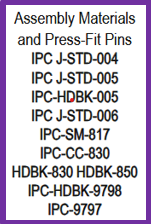 Assembly Materials
and Press-Fit Pins
IPC J-STD-004
IPC J-STD-005
IPC-HDBK-005
IPC J-STD-006
IPC-SM-817
IPC-CC-830
HDBK-830 HDBK-850
IPC-HDBK-9798
IPC-9797